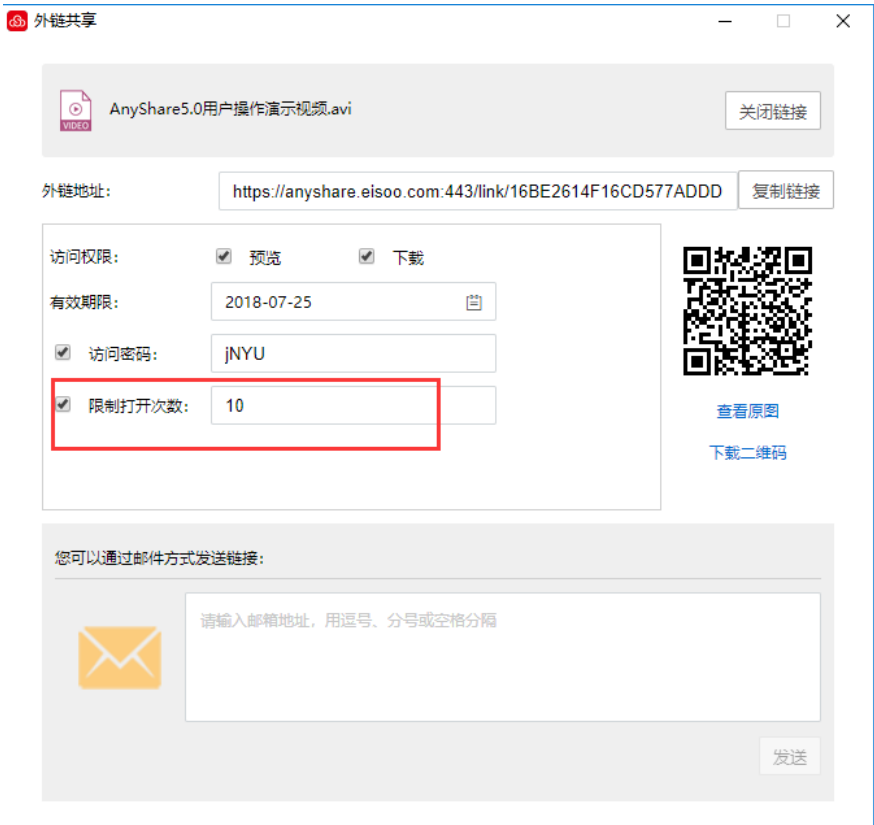 外链共享
AnyShare5.0用户操作演示视频.avi
VIDEO
关闭链接
外链地址: https://anyshare.eisoo.com:443/link/16BE2614F16CD577ADDD 复制链接
访问权限: 预览 下载
有效期限: 2018-07-25
访问密码: jNYU
限制打开次数: 10
查看原图
下载二维码
您可以通过邮件方式发送链接:
请输入邮箱地址, 用逗号、分号或空格分隔
发送